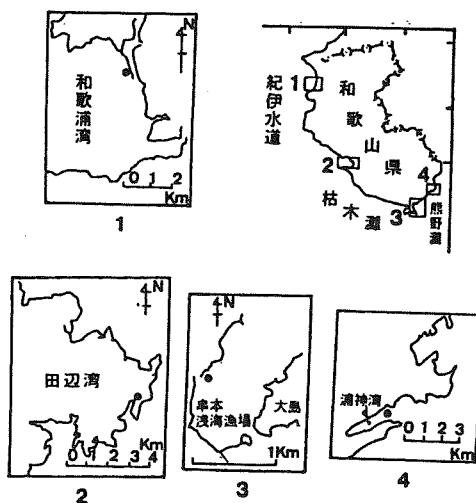 和歌浦湾
N
0 1 2
Km
1
紀伊水道
和歌山県
枯木灘
熊野灘
1
2
3
4
田辺湾
0 1 2 3 4
Km
2
N
串本
浅海漁場
大島
1Km
3
N
浦神湾
0 1 2 3
Km
4